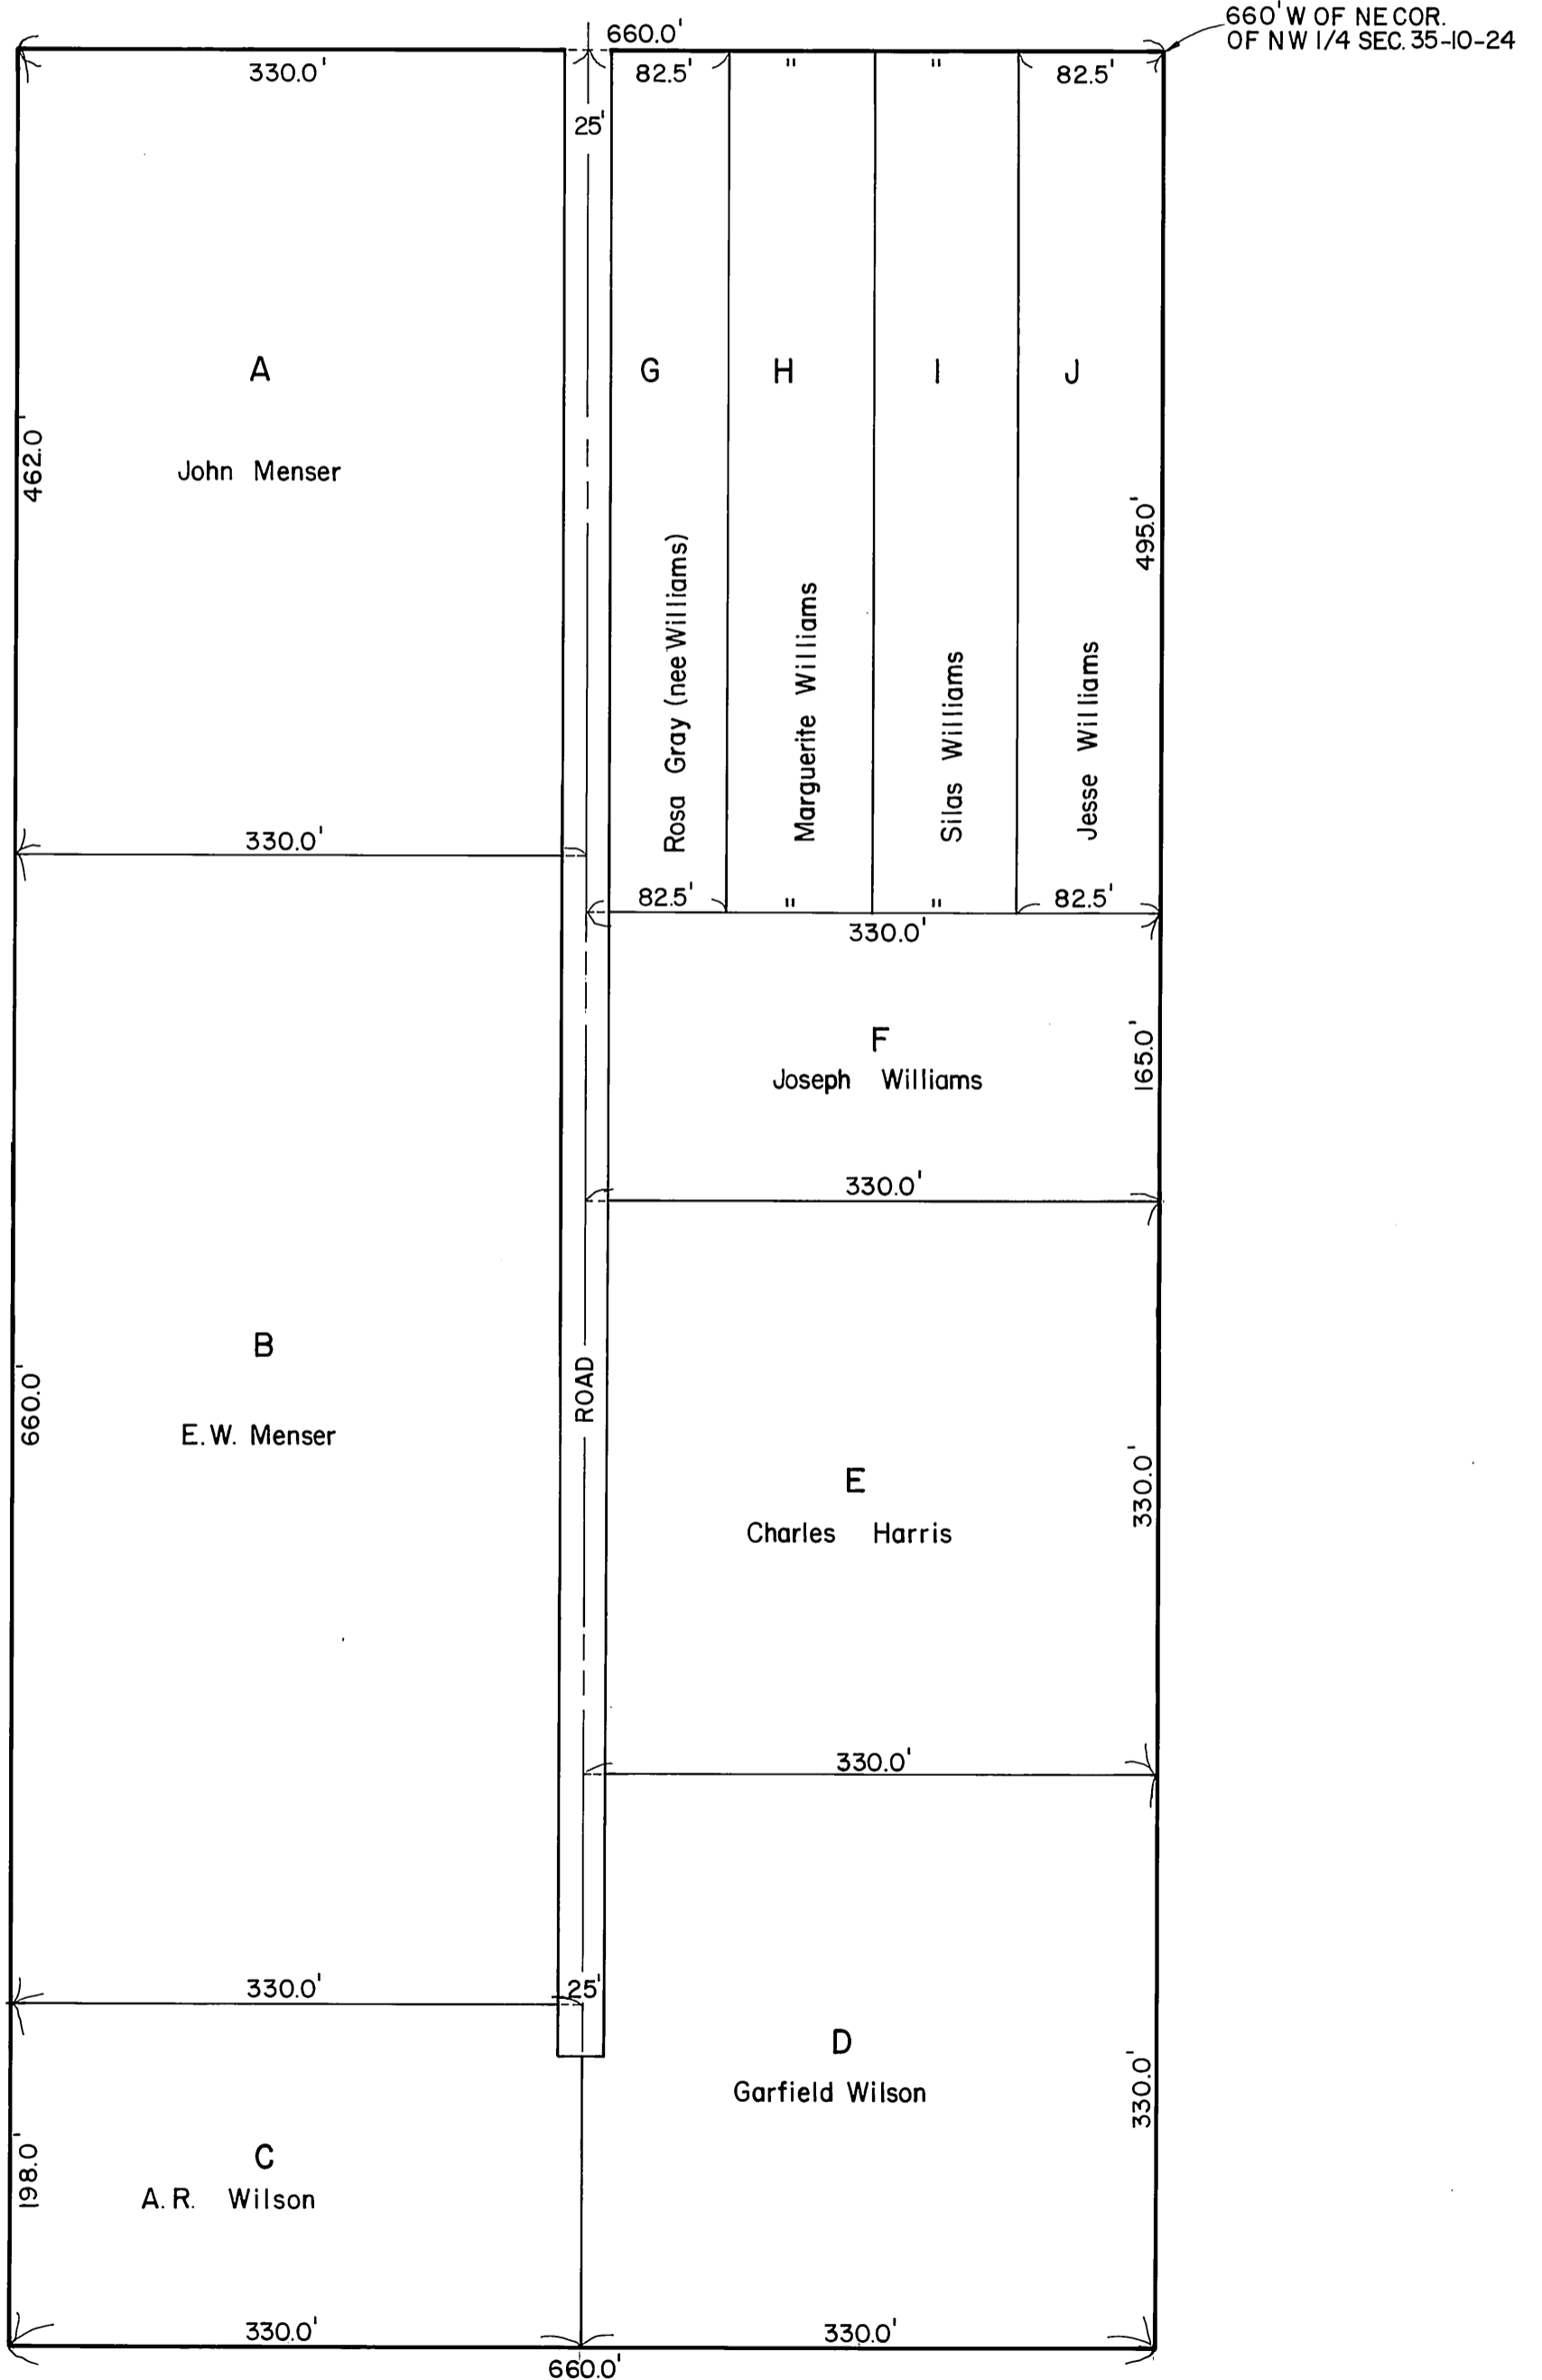 660' W OF NE COR.
OF NW 1/4 SEC. 35-10-24
660.0'
330.0'
82.5'
"
"
82.5'
25'
A
John Menser
462.0'
G
Rosa Gray (nee Williams)
H
Marguerite Williams
I
Silas Williams
J
Jesse Williams
495.0'
330.0'
82.5'
"
"
82.5'
330.0'
F
Joseph Williams
165.0'
330.0'
B
E.W. Menser
660.0'
ROAD
E
Charles Harris
330.0'
330.0'
330.0'
25'
D
Garfield Wilson
330.0'
C
A.R. Wilson
198.0'
330.0'
330.0'
660.0'